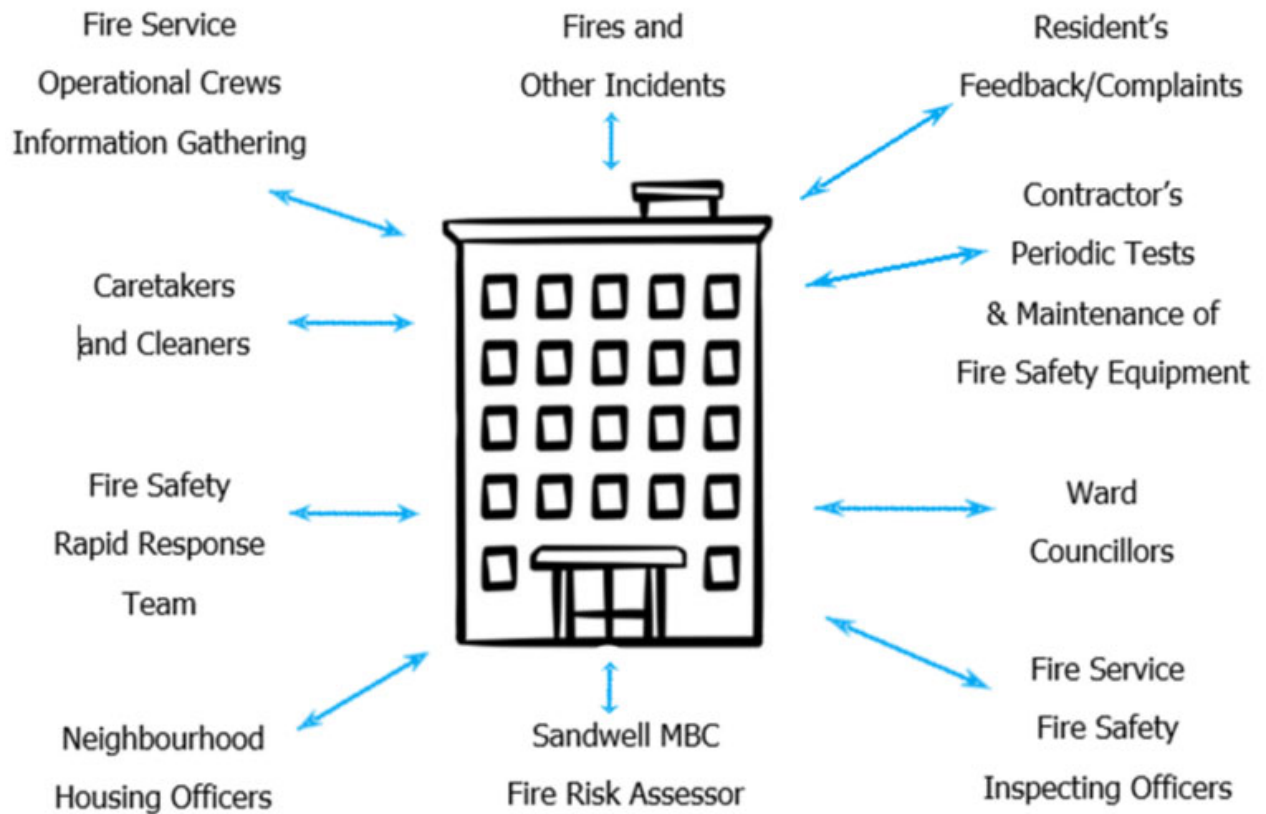 Fire Service
Operational Crews
Information Gathering
Fires and
Other Incidents
Resident's
Feedback/Complaints
Contractor's
Periodic Tests
& Maintenance of
Fire Safety Equipment
Caretakers
and Cleaners
Fire Safety
Rapid Response
Team
Ward
Councillors
Neighbourhood
Housing Officers
Sandwell MBC
Fire Risk Assessor
Fire Service
Fire Safety
Inspecting Officers